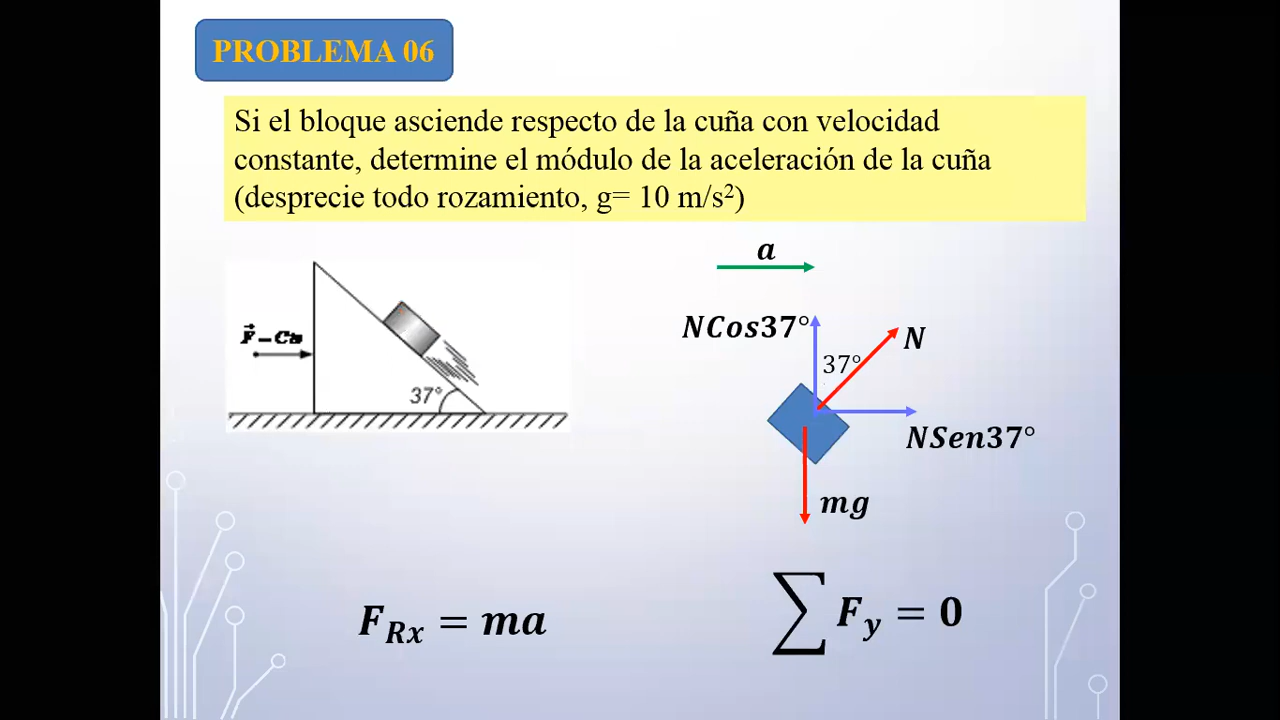 PROBLEMA 06
Si el bloque asciende respecto de la cuña con velocidad
constante, determine el módulo de la aceleración de la cuña
(desprecie todo rozamiento, g= 10 m/s²)
a
NCos37°
N
37°
F⃗ – Cte
37°
NSen37°
mg
F_Rx = ma
∑ F_y = 0